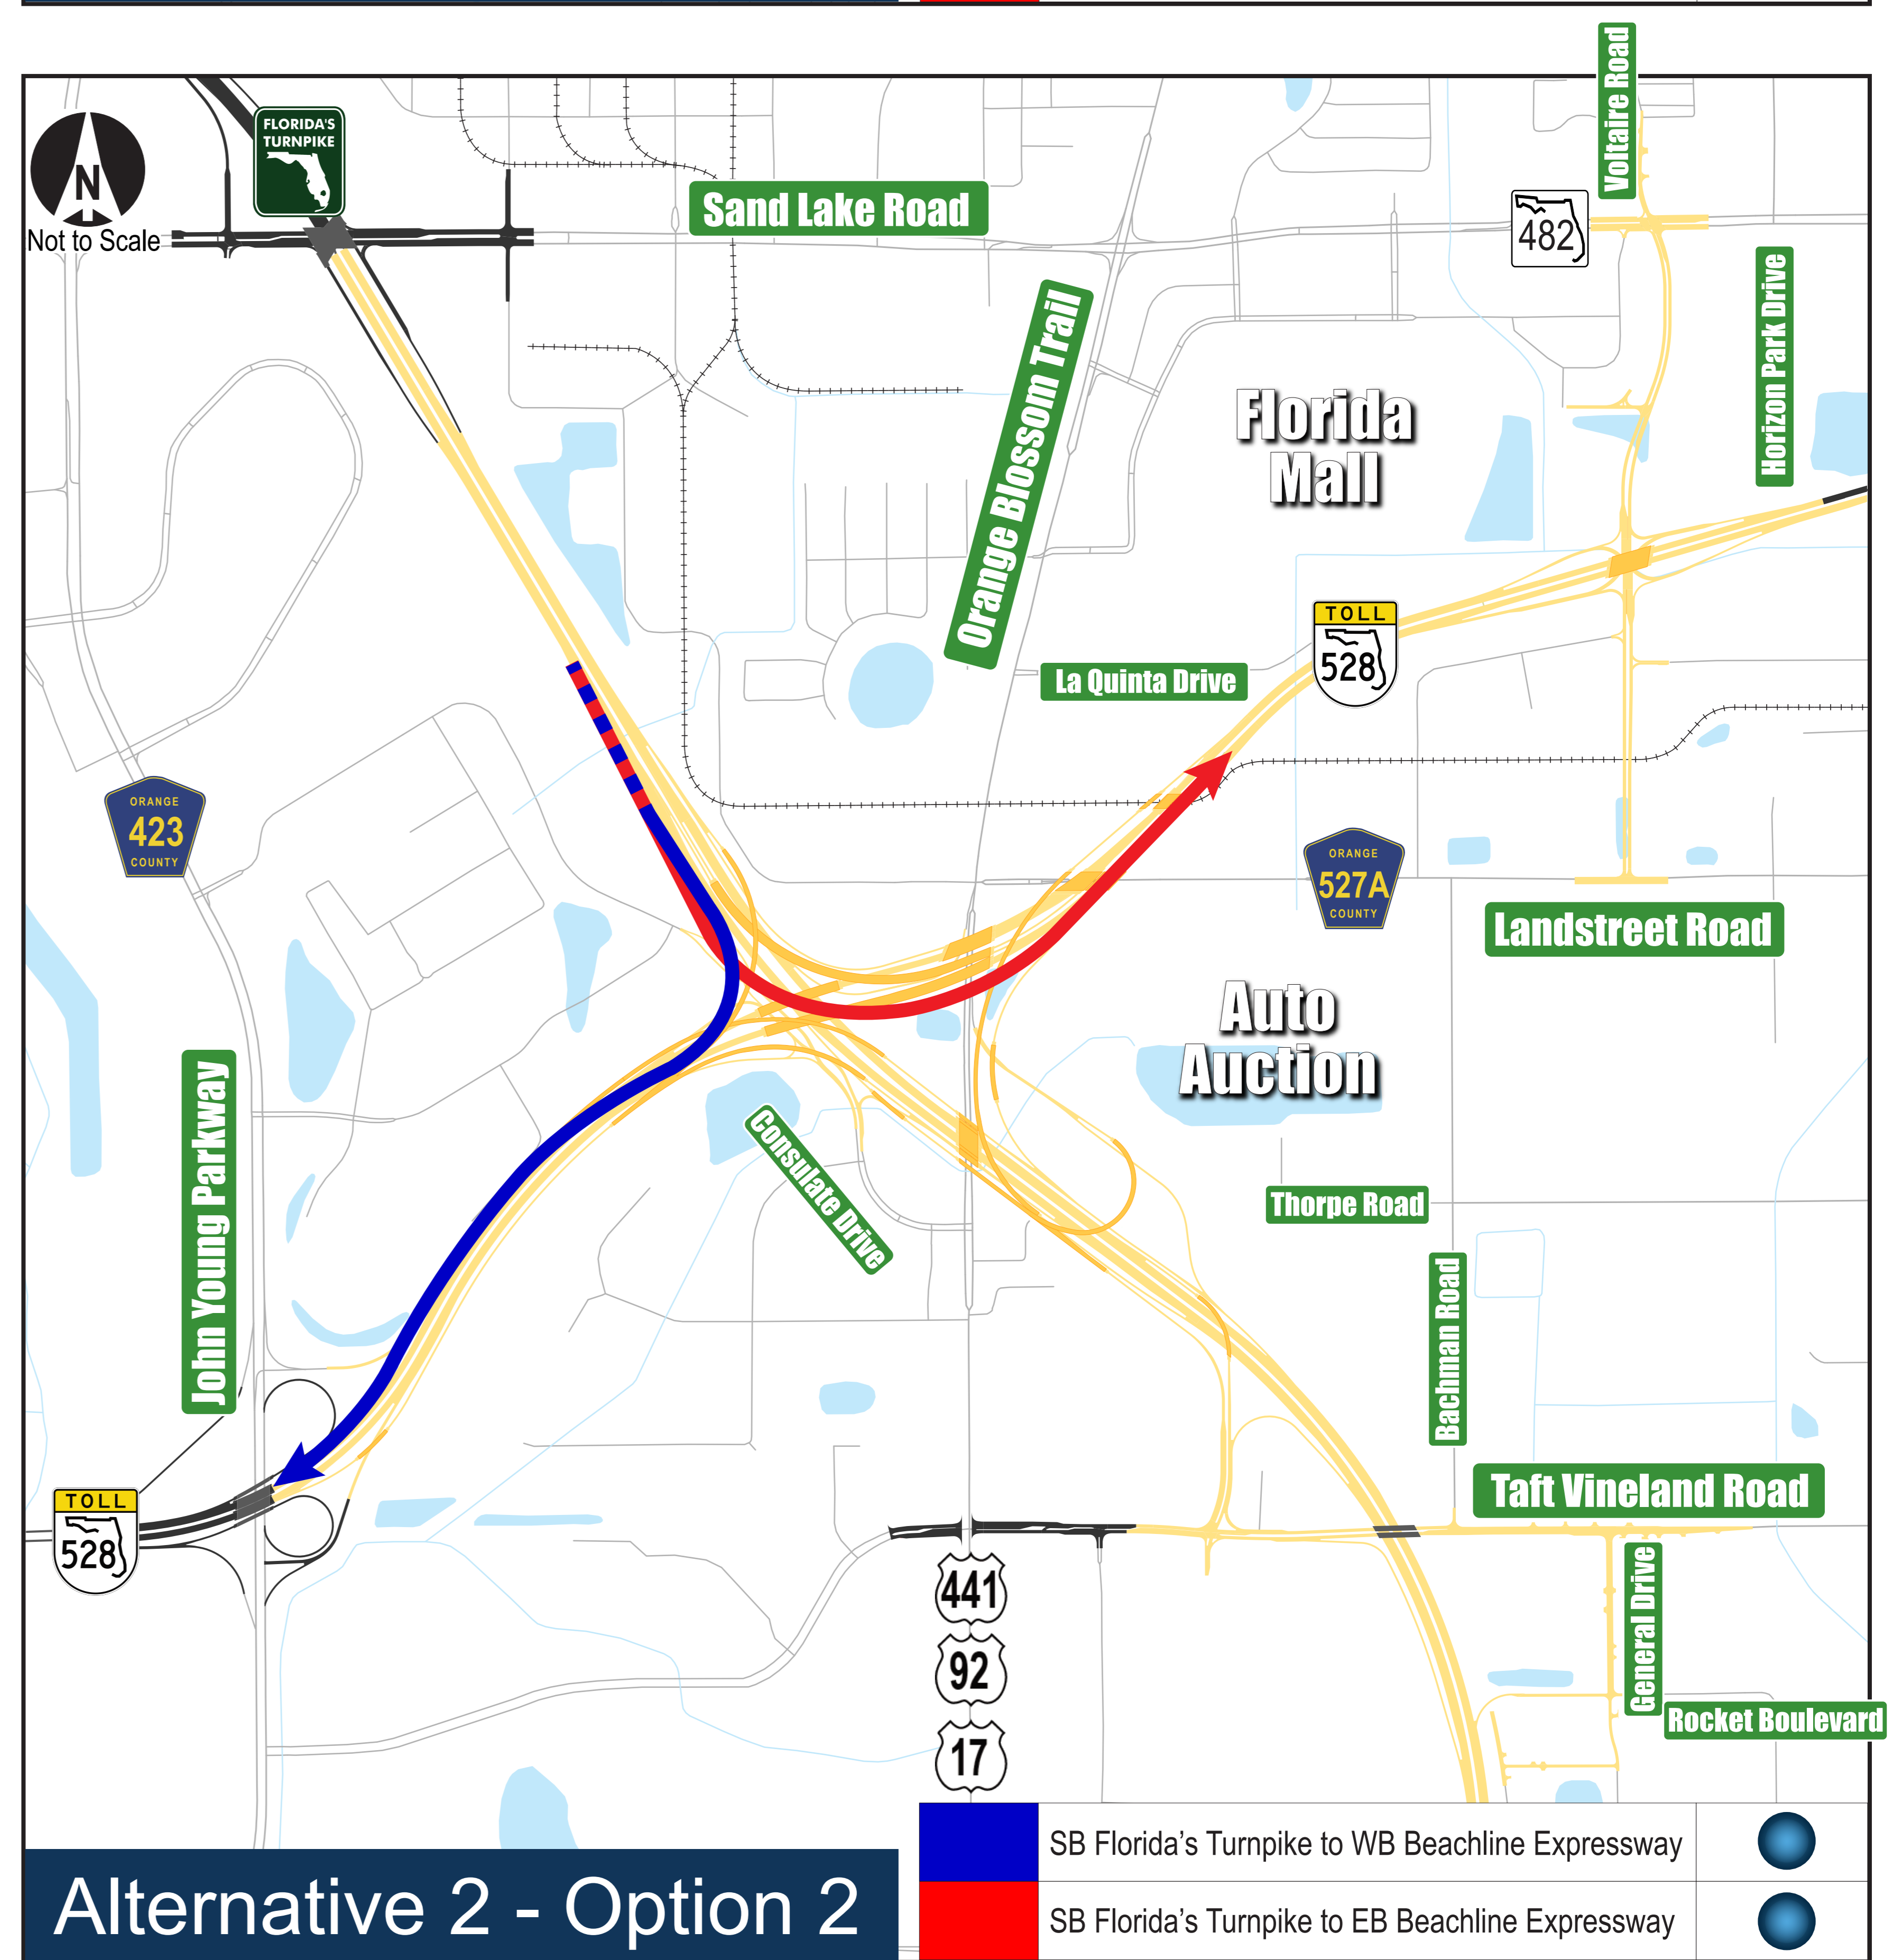 Voltaire Road
FLORIDA'S
TURNPIKE
N
Not to Scale
Sand Lake Road
482
Horizon Park Drive
Orange Blossom Trail
Florida
Mall
TOLL
528
La Quinta Drive
ORANGE
423
COUNTY
ORANGE
527A
COUNTY
Landstreet Road
Auto
Auction
John Young Parkway
Consulate Drive
Thorpe Road
Bachman Road
Taft Vineland Road
TOLL
528
441
92
17
General Drive
Rocket Boulevard
SB Florida's Turnpike to WB Beachline Expressway
Alternative 2 - Option 2
SB Florida's Turnpike to EB Beachline Expressway